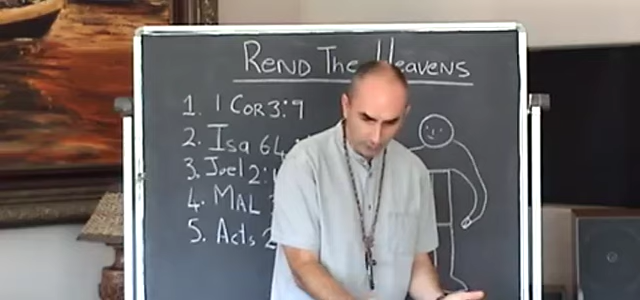 REND THE HEAVENS
1. 1 COR 3:9
2. Isa 64
3. Joel 2:
4. MAL
5. Acts 2